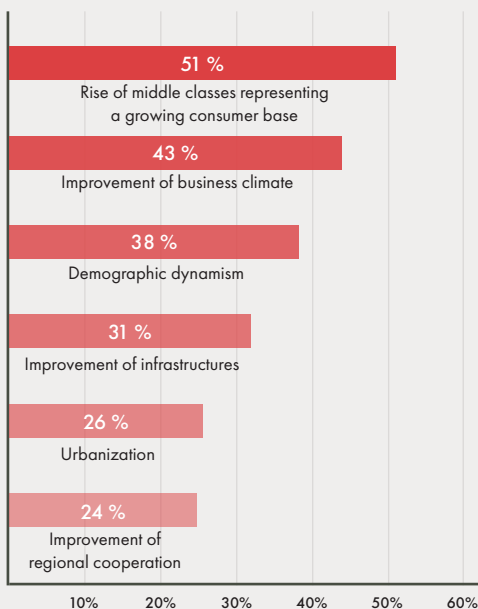 51 %
Rise of middle classes representing
a growing consumer base
43 %
Improvement of business climate
38 %
Demographic dynamism
31 %
Improvement of infrastructures
26 %
Urbanization
24 %
Improvement of
regional cooperation
10% 20% 30% 40% 50% 60%